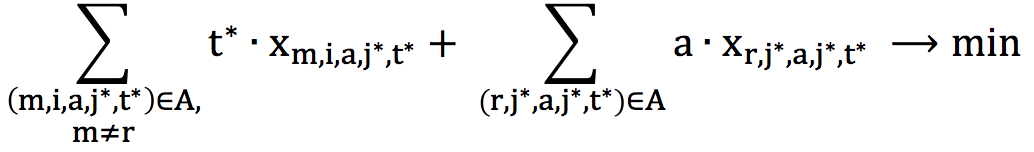 ∑ t* · x_{m,i,a,j*,t*} + ∑ a · x_{r,j*,a,j*,t*} ⟶ min
(m,i,a,j*,t*)∈A, (r,j*,a,j*,t*)∈A
m≠r